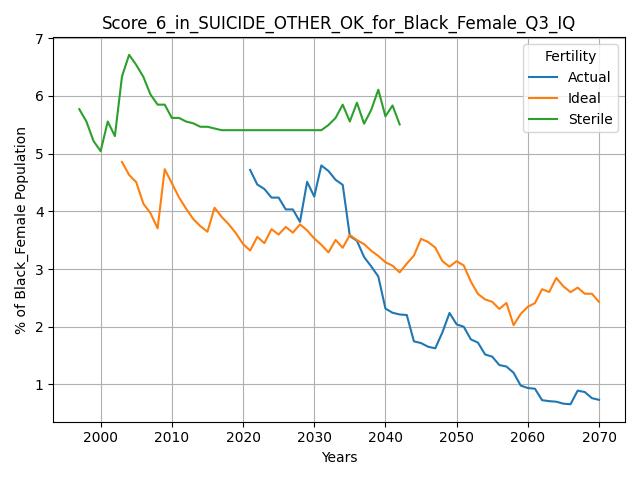 Score_6_in_SUICIDE_OTHER_OK_for_Black_Female_Q3_IQ
Fertility
Actual
Ideal
Sterile
% of Black_Female Population
7
6
5
4
3
2
1
2000 2010 2020 2030 2040 2050 2060 2070
Years